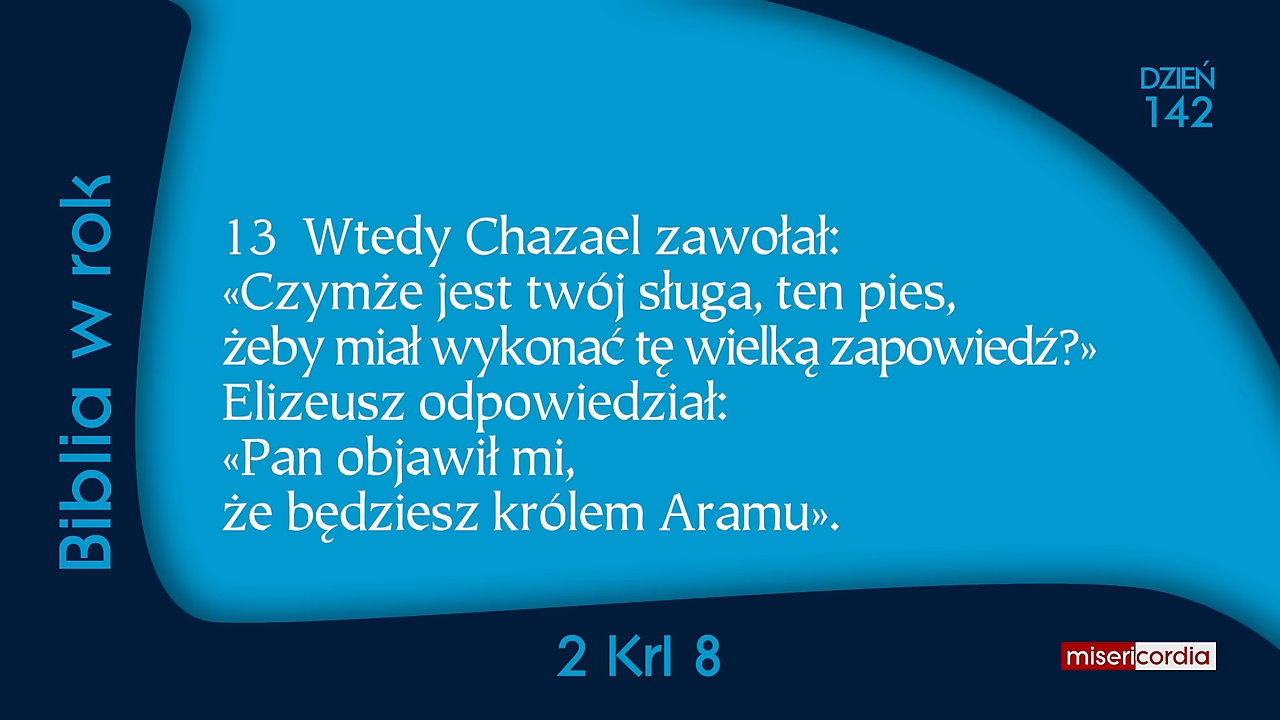 DZIEŃ
142
Biblia w rok
13 Wtedy Chazael zawołał:
«Czymże jest twój sługa, ten pies,
żeby miał wykonać tę wielką zapowiedź?»
Elizeusz odpowiedział:
«Pan objawił mi,
że będziesz królem Aramu».
2 Krl 8
misericordia